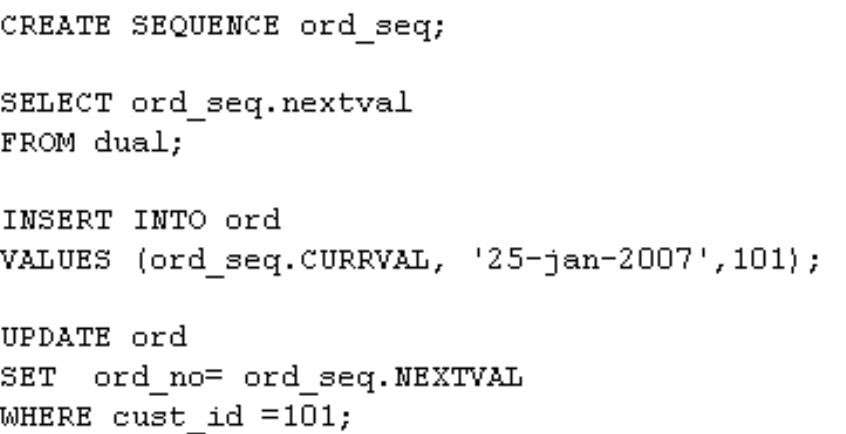 CREATE SEQUENCE ord_seq;
SELECT ord_seq.nextval
FROM dual;
INSERT INTO ord
VALUES (ord_seq.CURRVAL, '25-jan-2007',101);
UPDATE ord
SET  ord_no= ord_seq.NEXTVAL
WHERE cust_id =101;